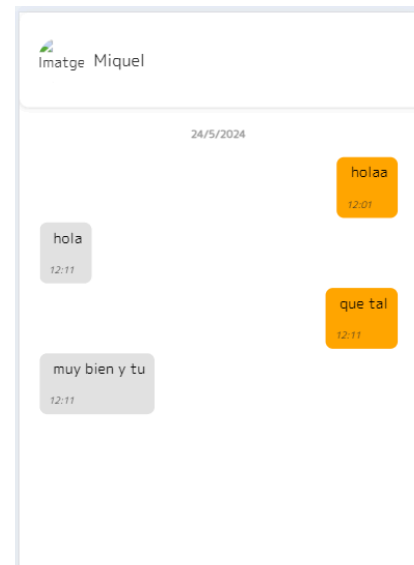 Imatge Miquel
24/5/2024
holaa
12:01
hola
12:11
que tal
12:11
muy bien y tu
12:11